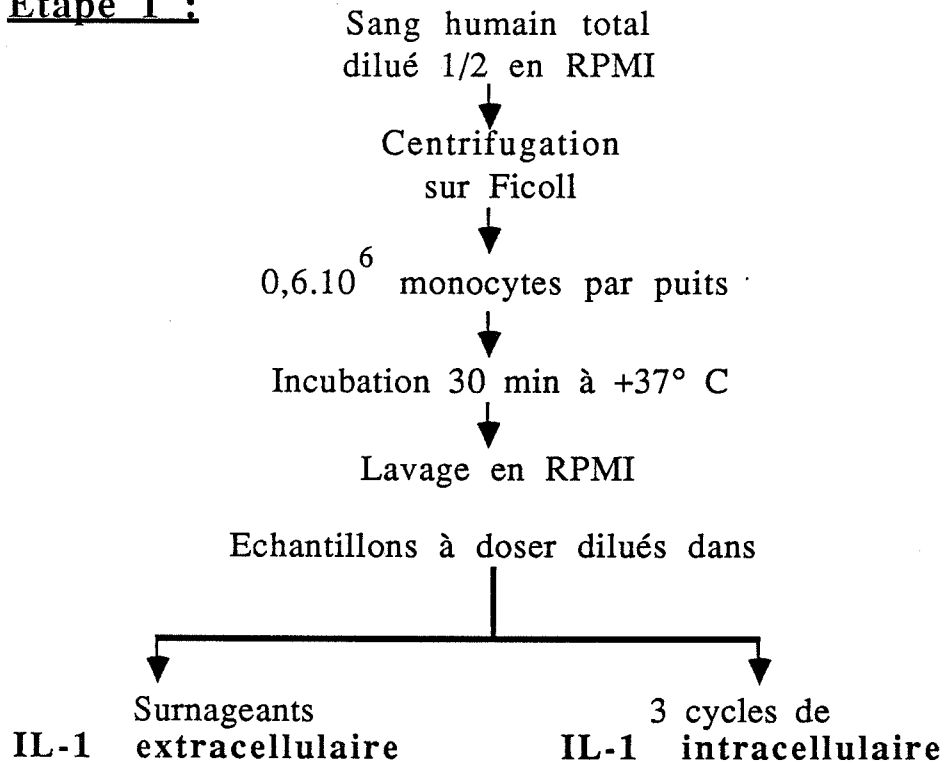 Etape 1 :
Sang humain total
dilué 1/2 en RPMI
Centrifugation
sur Ficoll
0,6.10^6 monocytes par puits
Incubation 30 min à +37° C
Lavage en RPMI
Echantillons à doser dilués dans
Surnageants
IL-1 extracellulaire
3 cycles de
IL-1 intracellulaire